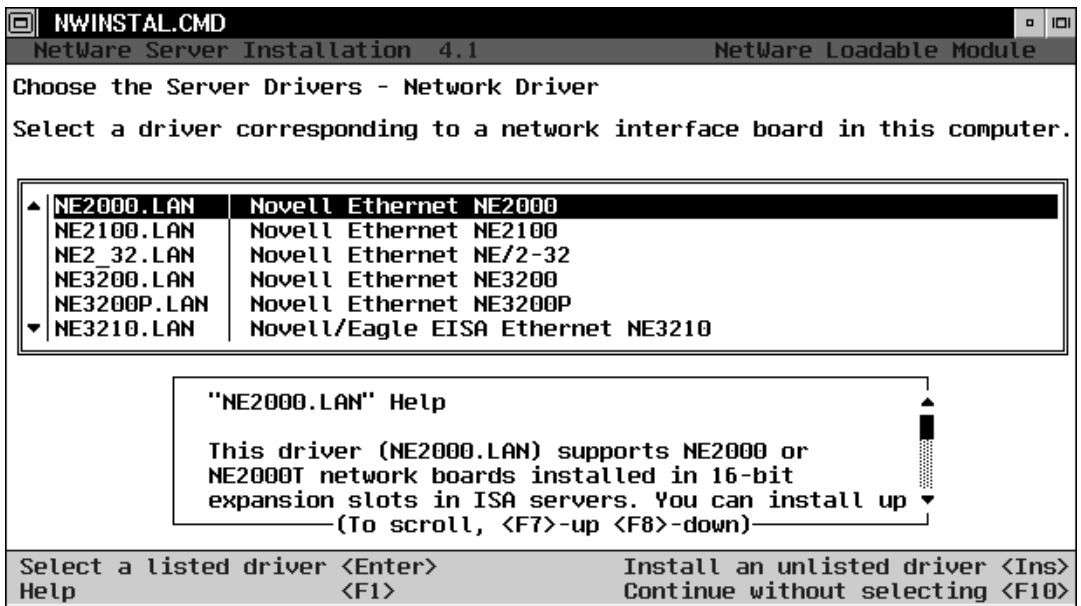 NWINSTAL.CMD
NetWare Server Installation 4.1 NetWare Loadable Module
Choose the Server Drivers - Network Driver
Select a driver corresponding to a network interface board in this computer.
NE2000.LAN Novell Ethernet NE2000
NE2100.LAN Novell Ethernet NE2100
NE2_32.LAN Novell Ethernet NE/2-32
NE3200.LAN Novell Ethernet NE3200
NE3200P.LAN Novell Ethernet NE3200P
NE3210.LAN Novell/Eagle EISA Ethernet NE3210
"NE2000.LAN" Help
This driver (NE2000.LAN) supports NE2000 or
NE2000T network boards installed in 16-bit
expansion slots in ISA servers. You can install up
(To scroll, <F7>-up <F8>-down)
Select a listed driver <Enter> Install an unlisted driver <Ins>
Help <F1> Continue without selecting <F10>